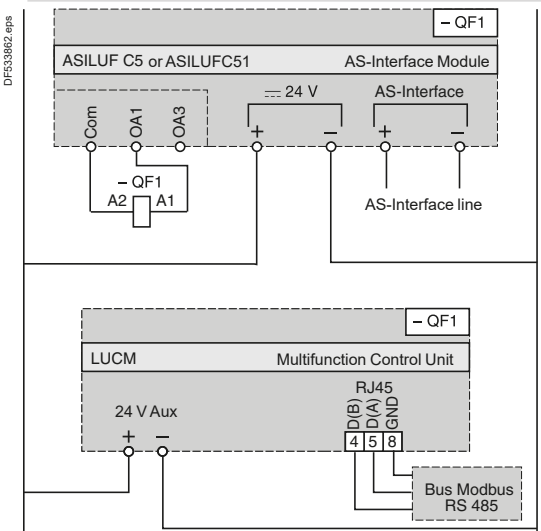 DF533862.eps
– QF1
ASILUF C5 or ASILUFC51 AS-Interface Module
24 V AS-Interface
Com OA1 OA3
+ – + –
– QF1
A2 A1
AS-Interface line
– QF1
LUCM Multifunction Control Unit
RJ45
24 V Aux
D(B) D(A) GND
+ –
4 5 8
Bus Modbus
RS 485